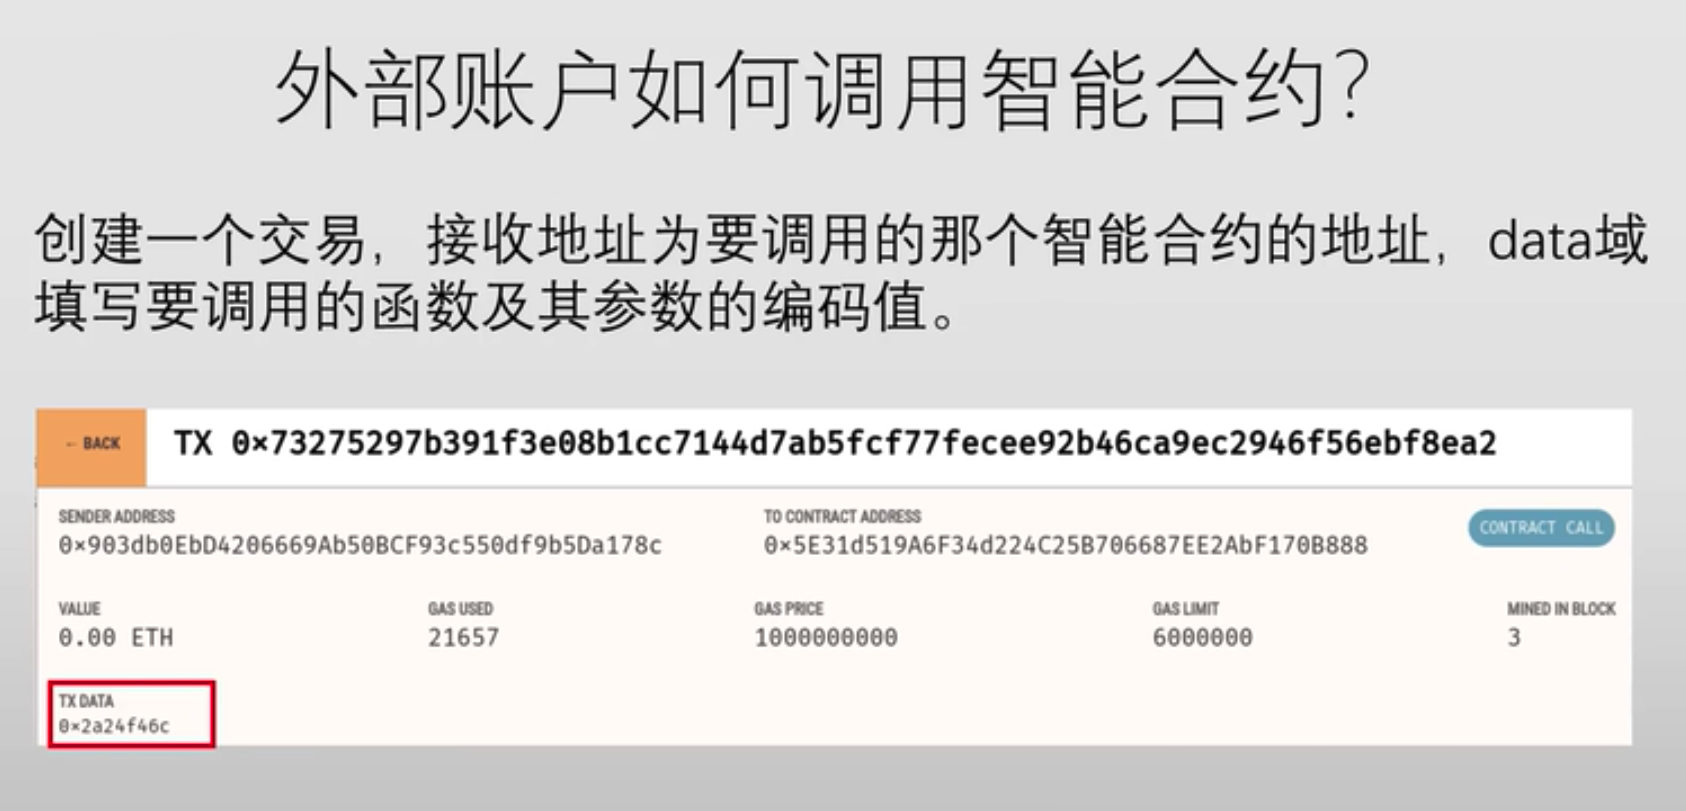 外部账户如何调用智能合约?
创建一个交易，接收地址为要调用的那个智能合约的地址，data域
填写要调用的函数及其参数的编码值。
← BACK TX 0×73275297b391f3e08b1cc7144d7ab5fcf77fecee92b46ca9ec2946f56ebf8ea2
SENDER ADDRESS TO CONTRACT ADDRESS
0×903db0EbD4206669Ab50BCF93c550df9b5Da178c 0×5E31d519A6F34d224C25B706687EE2AbF170B888 CONTRACT CALL
VALUE GAS USED GAS PRICE GAS LIMIT MINED IN BLOCK
0.00 ETH 21657 1000000000 6000000 3
TX DATA
0×2a24f46c